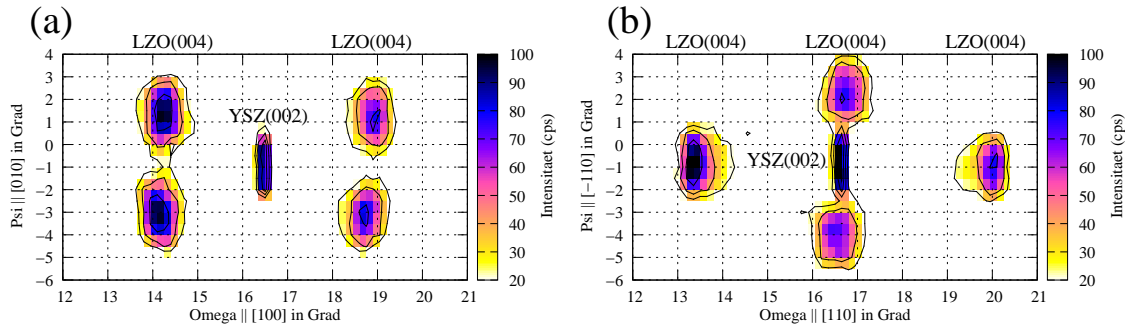 (a)
LZO(004) LZO(004)
YSZ(002)
Psi || [010] in Grad
4
3
2
1
0
−1
−2
−3
−4
−5
−6
12 13 14 15 16 17 18 19 20 21
Omega || [100] in Grad
100
90
80
70
60
50
40
30
20
Intensitaet (cps)
(b)
LZO(004) LZO(004) LZO(004)
YSZ(002)
Psi || [−110] in Grad
4
3
2
1
0
−1
−2
−3
−4
−5
−6
12 13 14 15 16 17 18 19 20 21
Omega || [110] in Grad
100
90
80
70
60
50
40
30
20
Intensitaet (cps)